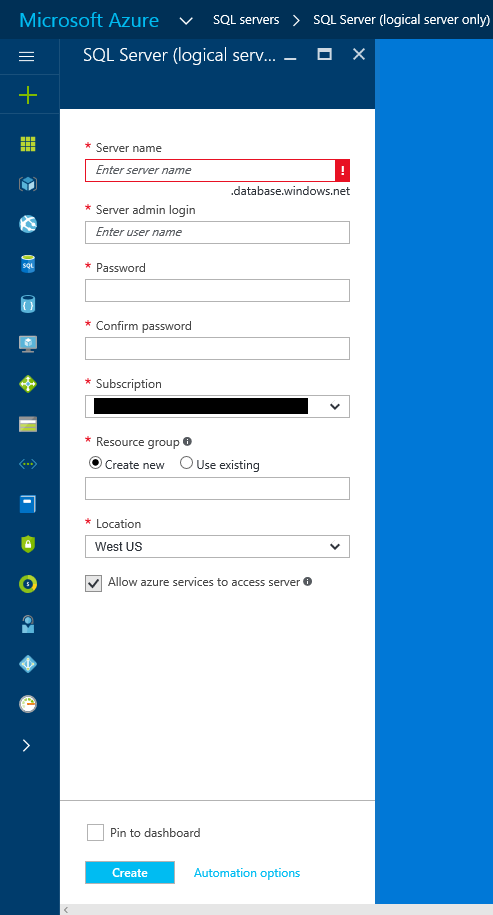 Microsoft Azure SQL servers SQL Server (logical server only)
SQL Server (logical serv...
* Server name
Enter server name !
.database.windows.net
* Server admin login
Enter user name
* Password
* Confirm password
* Subscription
* Resource group
Create new Use existing
* Location
West US
Allow azure services to access server
SQL
Pin to dashboard
Create Automation options